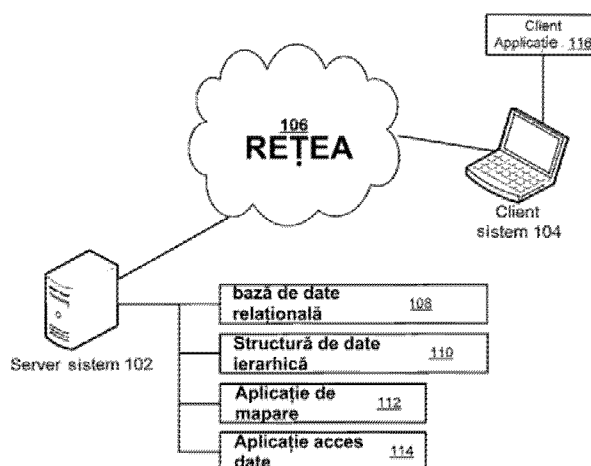 Client
Applicație 116
106
REȚEA
Client
sistem 104
Server sistem 102
bază de date
relațională 108
Structură de date
ierarhică 110
Aplicație de
mapare 112
Aplicație acces
date 114